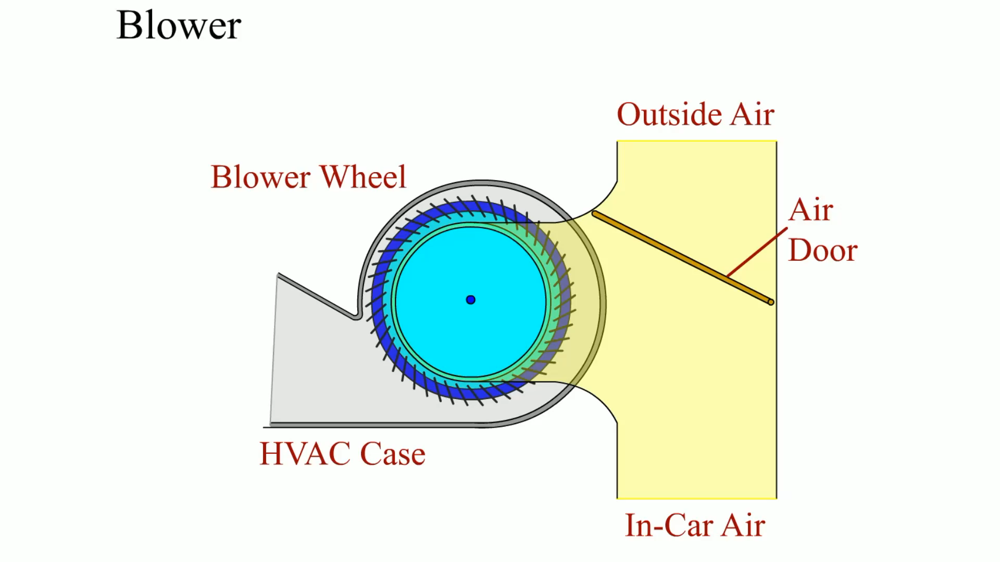 Blower
Outside Air
Blower Wheel
Air
Door
HVAC Case
In-Car Air